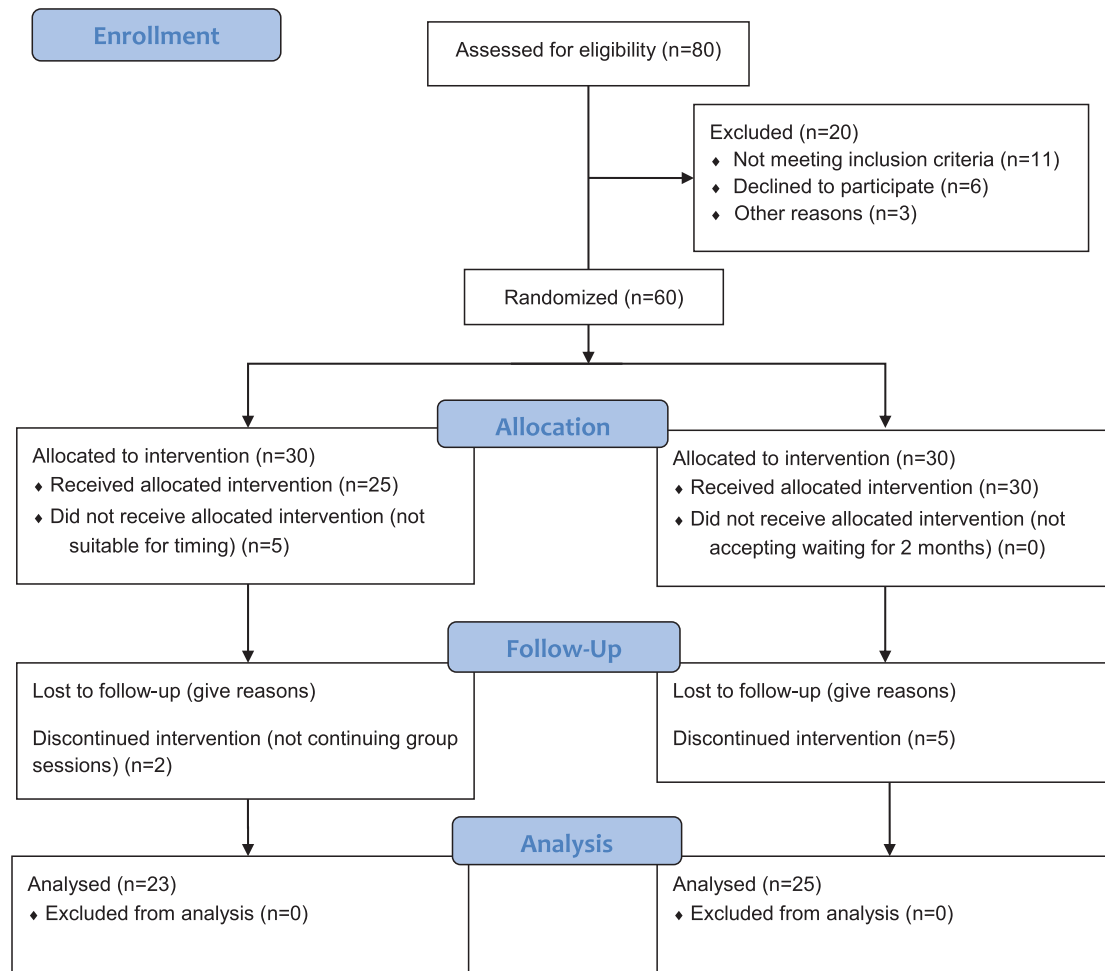 Enrollment
Assessed for eligibility (n=80)
Excluded (n=20)
♦ Not meeting inclusion criteria (n=11)
♦ Declined to participate (n=6)
♦ Other reasons (n=3)
Randomized (n=60)
Allocation
Allocated to intervention (n=30)
♦ Received allocated intervention (n=25)
♦ Did not receive allocated intervention (not
suitable for timing) (n=5)
Allocated to intervention (n=30)
♦ Received allocated intervention (n=30)
♦ Did not receive allocated intervention (not
accepting waiting for 2 months) (n=0)
Follow-Up
Lost to follow-up (give reasons)
Discontinued intervention (not continuing group
sessions) (n=2)
Lost to follow-up (give reasons)
Discontinued intervention (n=5)
Analysis
Analysed (n=23)
♦ Excluded from analysis (n=0)
Analysed (n=25)
♦ Excluded from analysis (n=0)